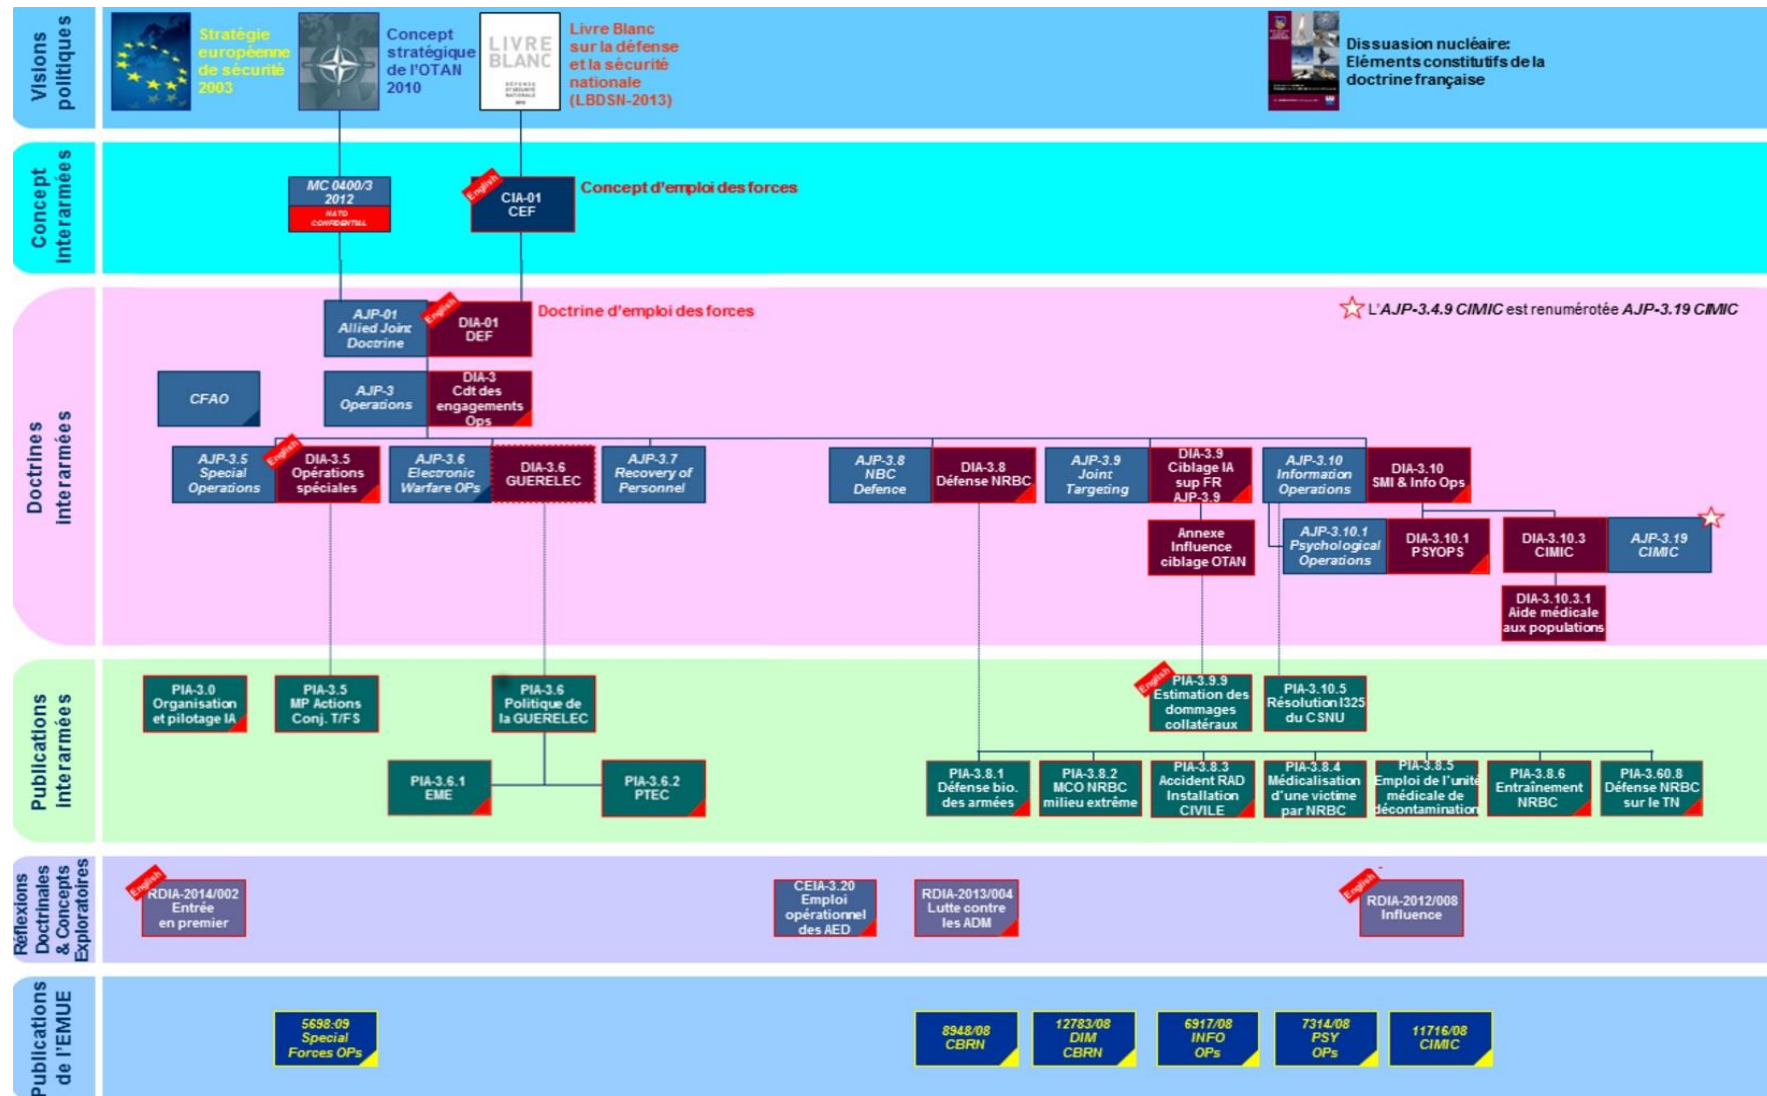 Visions
politiques
Stratégie
européenne
de sécurité
2003
Concept
stratégique
de l'OTAN
2010
LIVRE
BLANC
DÉFENSE
ET SÉCURITÉ
NATIONALE
2013
Livre Blanc
sur la défense
et la sécurité
nationale
(LBDSN-2013)
Dissuasion nucléaire:
Eléments constitutifs de la
doctrine française
Concept
interarmées
MC 0400/3
2012
NATO
CONFIDENTIAL
English
CIA-01
CEF
Concept d'emploi des forces
Doctrines
interarmées
AJP-01
Allied Joint
Doctrine
English
DIA-01
DEF
Doctrine d'emploi des forces
L'AJP-3.4.9 CIMIC est renumérotée AJP-3.19 CIMIC
CFAO
AJP-3
Operations
DIA-3
Cdt des
engagements
Ops
AJP-3.5
Special
Operations
English
DIA-3.5
Opérations
spéciales
AJP-3.6
Electronic
Warfare OPs
DIA-3.6
GUERELEC
AJP-3.7
Recovery of
Personnel
AJP-3.8
NBC
Defence
DIA-3.8
Défense NRBC
AJP-3.9
Joint
Targeting
DIA-3.9
Ciblage IA
sup FR
AJP-3.9
AJP-3.10
Information
Operations
DIA-3.10
SMI & Info Ops
Annexe
Influence
ciblage OTAN
AJP-3.10.1
Psychological
Operations
DIA-3.10.1
PSYOPS
DIA-3.10.3
CIMIC
AJP-3.19
CIMIC
DIA-3.10.3.1
Aide médicale
aux populations
Publications
interarmées
PIA-3.0
Organisation
et pilotage IA
PIA-3.5
MP Actions
Conj. T/FS
PIA-3.6
Politique de
la GUERELEC
English
PIA-3.9.9
Estimation des
dommages
collatéraux
PIA-3.10.5
Résolution I325
du CSNU
PIA-3.6.1
EME
PIA-3.6.2
PTEC
PIA-3.8.1
Défense bio.
des armées
PIA-3.8.2
MCO NRBC
milieu extrême
PIA-3.8.3
Accident RAD
Installation
CIVILE
PIA-3.8.4
Médicalisation
d'une victime
par NRBC
PIA-3.8.5
Emploi de l'unité
médicale de
décontamination
PIA-3.8.6
Entraînement
NRBC
PIA-3.60.8
Défense NRBC
sur le TN
Réflexions
Doctrinales
& Concepts
Exploratoires
English
RDIA-2014/002
Entrée
en premier
CEIA-3.20
Emploi
opérationnel
des AED
RDIA-2013/004
Lutte contre
les ADM
English
RDIA-2012/008
Influence
Publications
de l'EMUE
5698:09
Special
Forces OPs
8948/08
CBRN
12783/08
DIM
CBRN
6917/08
INFO
OPs
7314/08
PSY
OPs
11716/08
CIMIC